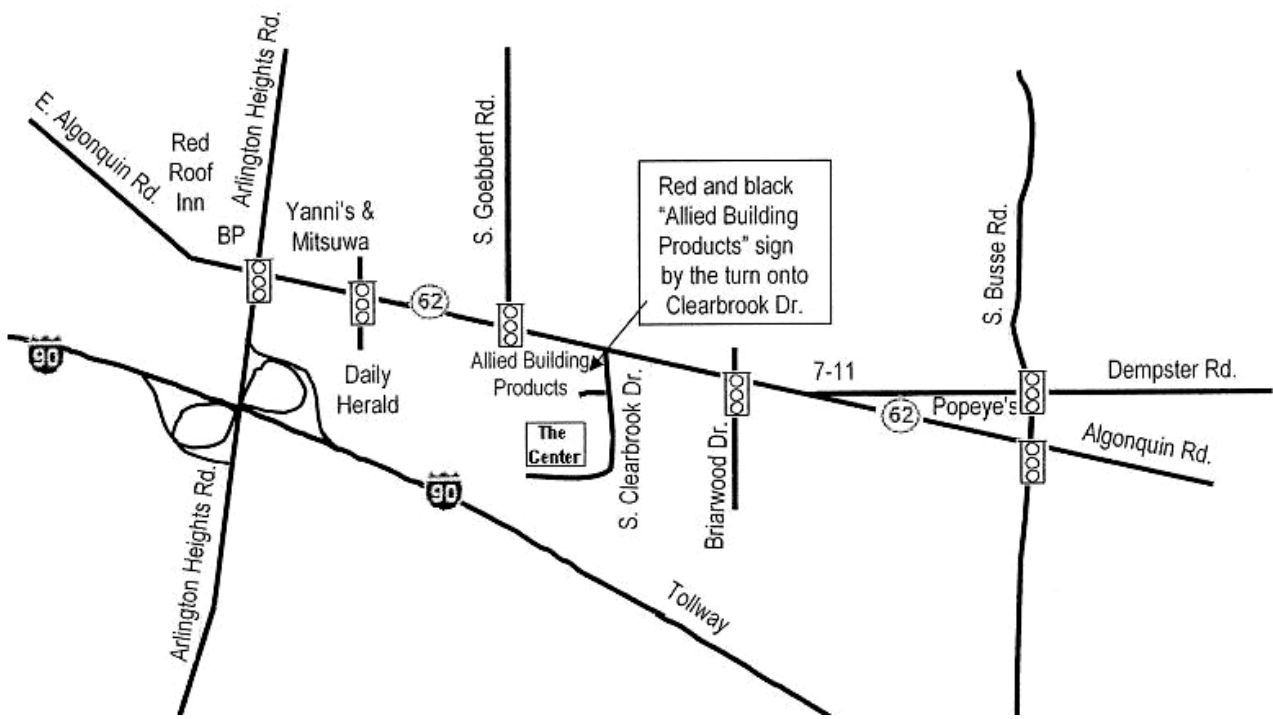 E. Algonquin Rd.
Red
Roof
Inn
BP
Arlington Heights Rd.
Yanni's &
Mitsuwa
62
S. Goebbert Rd.
Red and black
"Allied Building
Products" sign
by the turn onto
Clearbrook Dr.
S. Busse Rd.
90
Daily
Herald
Allied Building
Products
The
Center
S. Clearbrook Dr.
Briarwood Dr.
7-11
Dempster Rd.
62
Popeye's
Algonquin Rd.
90
Tollway
Arlington Heights Rd.